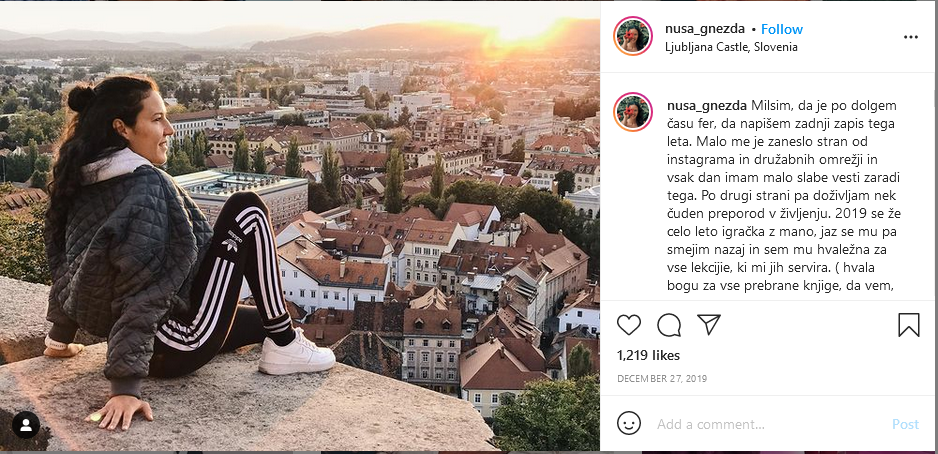 nusa_gnezda • Follow
Ljubljana Castle, Slovenia
nusa_gnezda Milsim, da je po dolgem
času fer, da napišem zadnji zapis tega
leta. Malo me je zaneslo stran od
instagrama in družabnih omrežji in
vsak dan imam malo slabe vesti zaradi
tega. Po drugi strani pa doživljam nek
čuden preporod v življenju. 2019 se že
celo leto igračka z mano, jaz se mu pa
smejim nazaj in sem mu hvaležna za
vse lekcijie, ki mi jih servira. ( hvala
bogu za vse prebrane knjige, da vem,
1,219 likes
DECEMBER 27, 2019
Add a comment...
Post